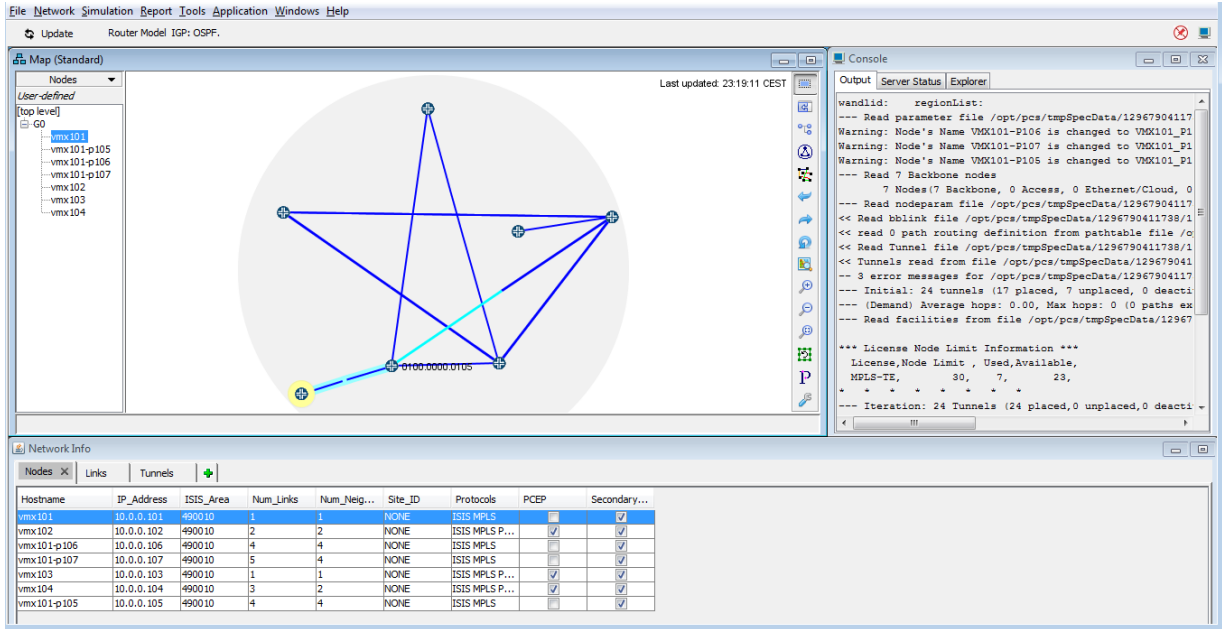 File Network Simulation Report Tools Application Windows Help
Update Router Model IGP: OSPF.
Map (Standard)
Nodes
User-defined
[top level]
G0
vmx101
vmx101-p105
vmx101-p106
vmx101-p107
vmx102
vmx103
vmx104
Last updated: 23:19:11 CEST
0100.0000.0105
P
Console
Output Server Status Explorer
wandlid: regionList:
--- Read parameter file /opt/pcs/tmpSpecData/12967904117
Warning: Node's Name VMX101-P106 is changed to VMX101_P1
Warning: Node's Name VMX101-P107 is changed to VMX101_P1
Warning: Node's Name VMX101-P105 is changed to VMX101_P1
--- Read 7 Backbone nodes
7 Nodes(7 Backbone, 0 Access, 0 Ethernet/Cloud, 0
--- Read nodeparam file /opt/pcs/tmpSpecData/12967904117
<< Read bblink file /opt/pcs/tmpSpecData/1296790411738/1
<< read 0 path routing definition from pathtable file /o
<< Read Tunnel file /opt/pcs/tmpSpecData/1296790411738/1
<< Tunnels read from file /opt/pcs/tmpSpecData/129679041
-- 3 error messages for /opt/pcs/tmpSpecData/12967904117
--- Initial: 24 tunnels (17 placed, 7 unplaced, 0 deacti
--- (Demand) Average hops: 0.00, Max hops: 0 (0 paths ex
--- Read facilities from file /opt/pcs/tmpSpecData/12967
*** License Node Limit Information ***
License,Node Limit , Used,Available,
MPLS-TE, 30, 7, 23,
* * * * * * * *
--- Iteration: 24 Tunnels (24 placed,0 unplaced,0 deacti
Network Info
Nodes Links Tunnels
Hostname IP_Address ISIS_Area Num_Links Num_Neig... Site_ID Protocols PCEP Secondary...
vmx101 10.0.0.101 490010 1 1 NONE ISIS MPLS
vmx102 10.0.0.102 490010 2 2 NONE ISIS MPLS P...
vmx101-p106 10.0.0.106 490010 4 4 NONE ISIS MPLS
vmx101-p107 10.0.0.107 490010 5 4 NONE ISIS MPLS
vmx103 10.0.0.103 490010 1 1 NONE ISIS MPLS P...
vmx104 10.0.0.104 490010 3 2 NONE ISIS MPLS P...
vmx101-p105 10.0.0.105 490010 4 4 NONE ISIS MPLS